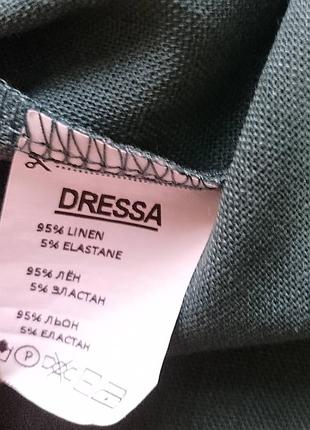 DRESSA
95% LINEN
5% ELASTANE
95% ЛЁН
5% ЭЛАСТАН
95% ЛЬОН
5% ЕЛАСТАН
P